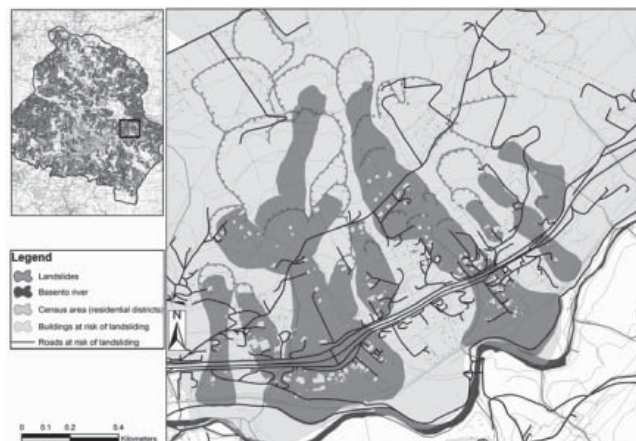 Legend
Landslides
Basento river
Census area (residential districts)
Buildings at risk of landsliding
Roads at risk of landsliding
N
0 0.1 0.2 0.4
Kilometers